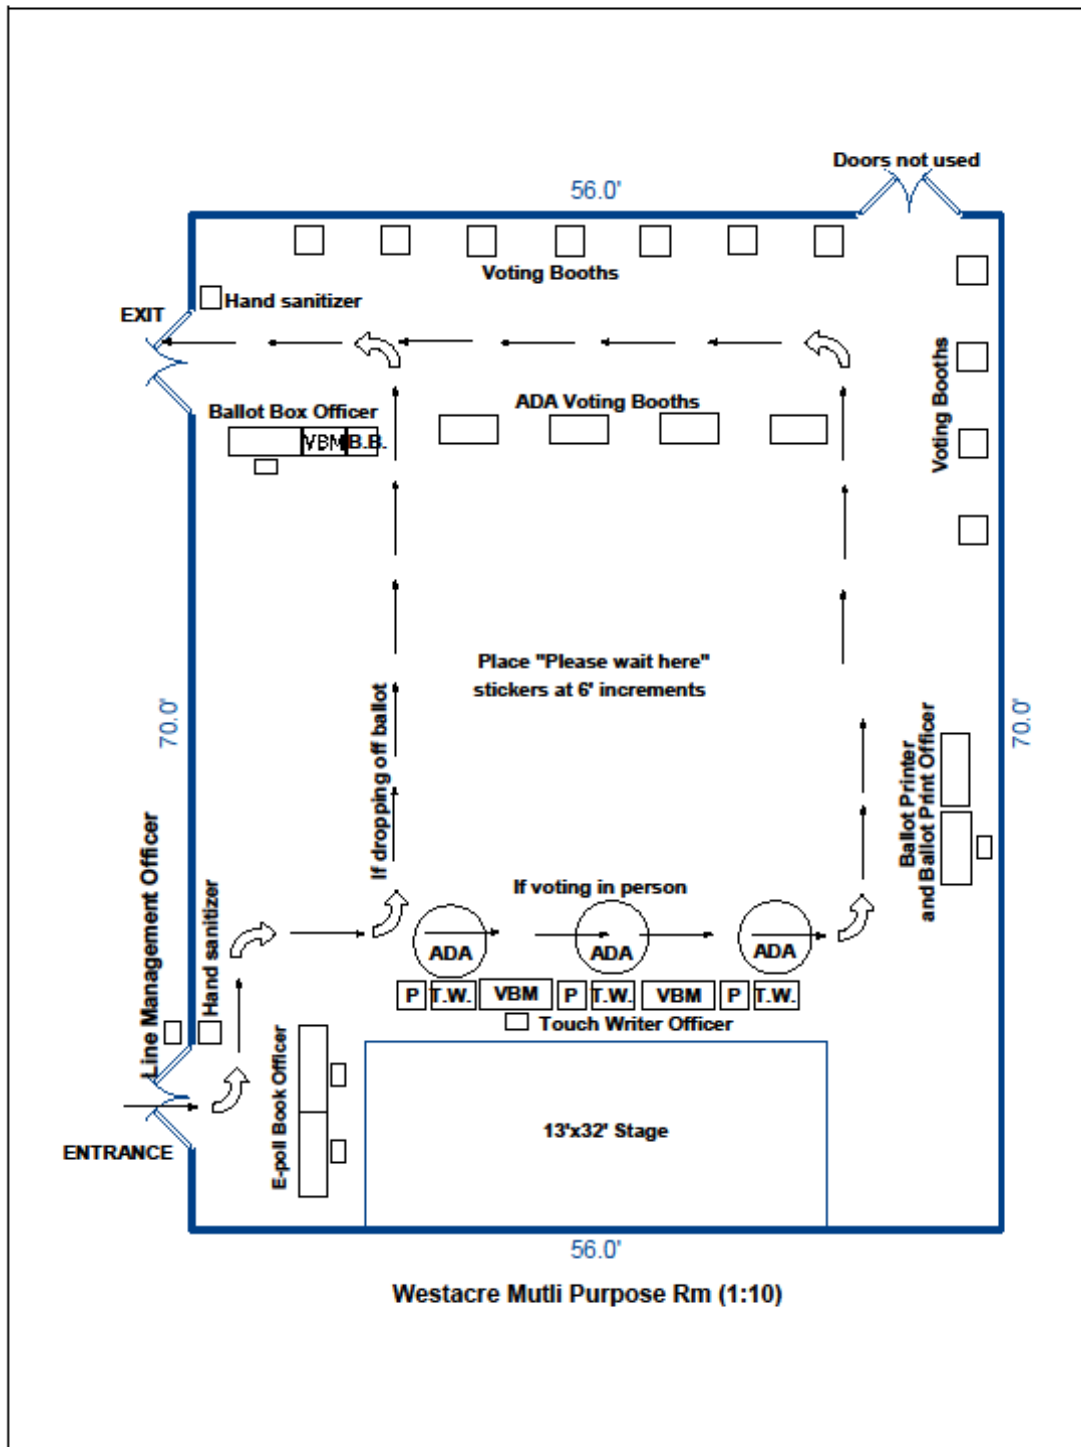 Doors not used
56.0'
Voting Booths
Hand sanitizer
EXIT
Voting Booths
ADA Voting Booths
Ballot Box Officer
VBM B.B.
Place "Please wait here"
stickers at 6' increments
70.0'
70.0'
If dropping off ballot
Ballot Printer
and Ballot Print Officer
If voting in person
Line Management Officer
Hand sanitizer
ADA ADA ADA
P T.W. VBM P T.W. VBM P T.W.
Touch Writer Officer
E-poll Book Officer
13'x32' Stage
ENTRANCE
56.0'
Westacre Mutli Purpose Rm (1:10)